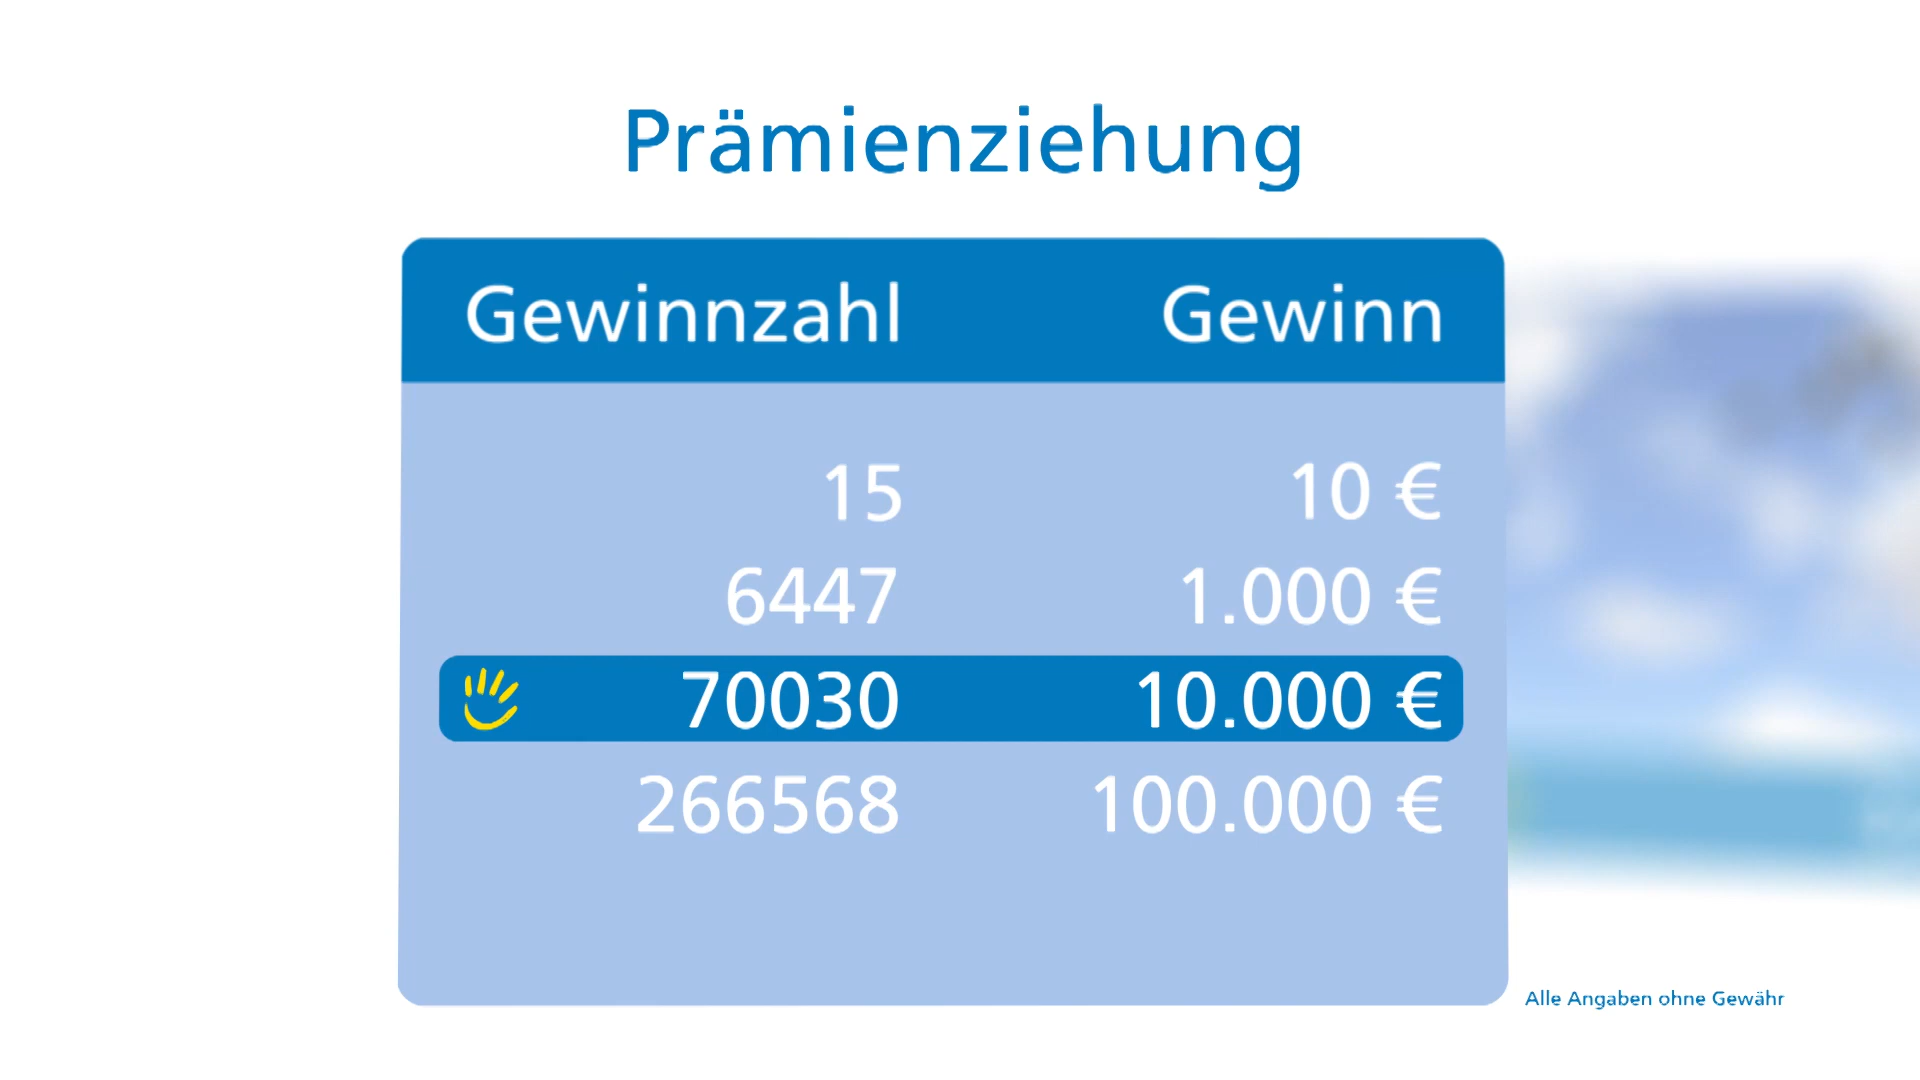 Prämienziehung
Gewinnzahl Gewinn
15 10 €
6447 1.000 €
70030 10.000 €
266568 100.000 €
Alle Angaben ohne Gewähr